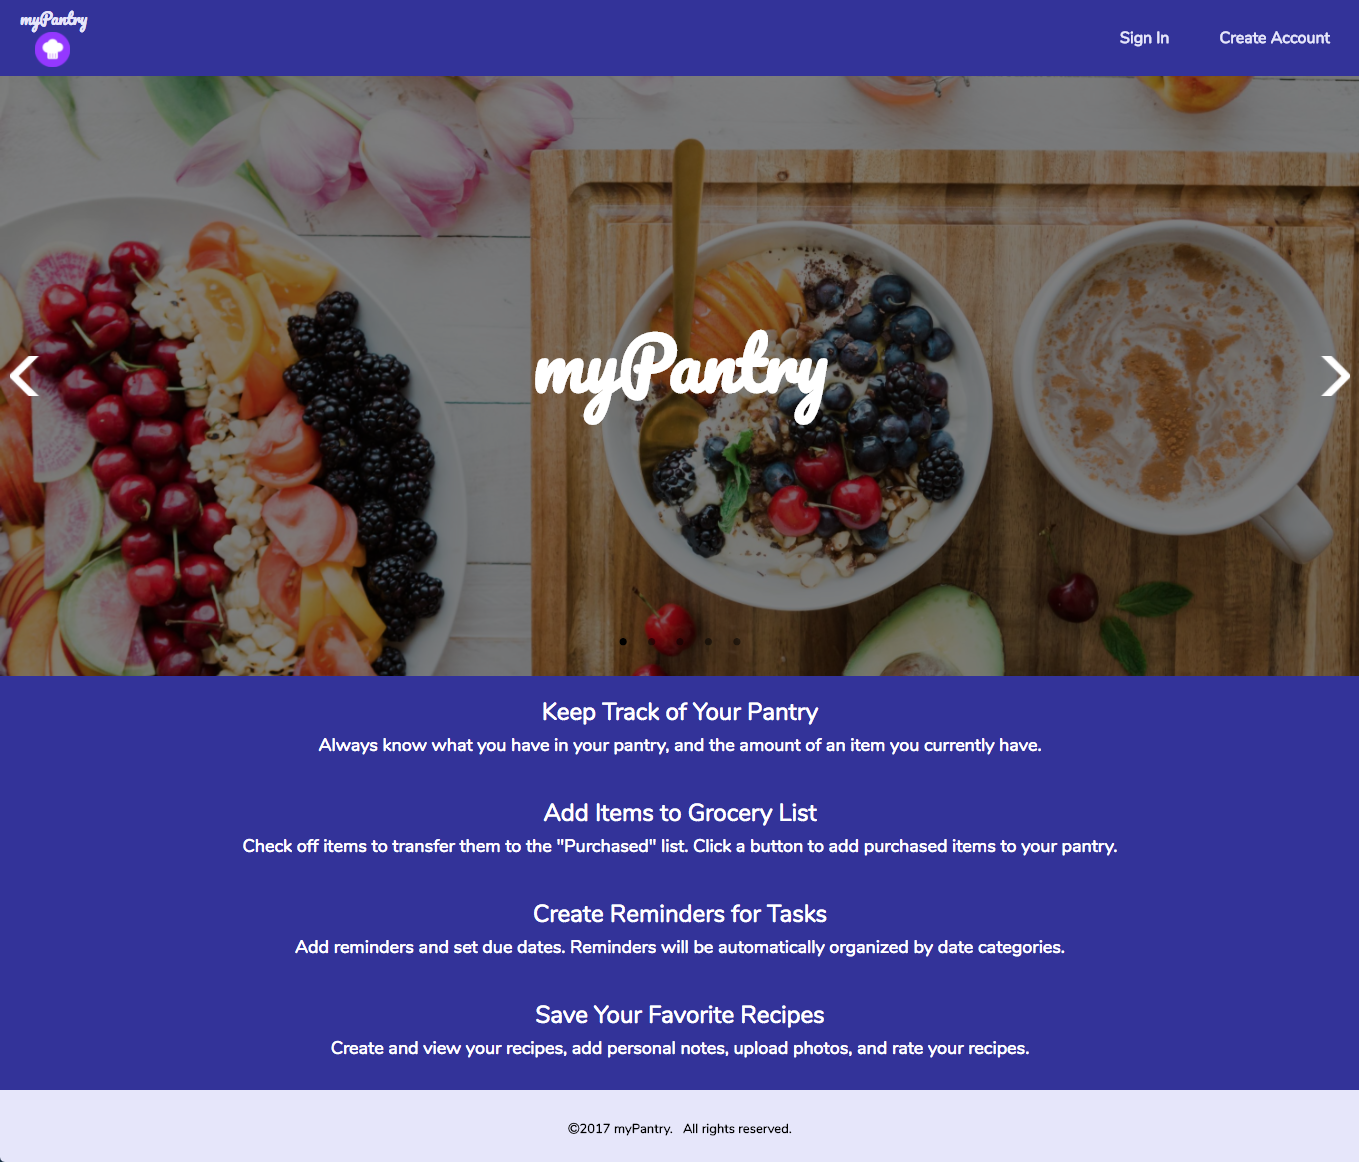 myPantry
Sign In
Create Account
myPantry
Keep Track of Your Pantry
Always know what you have in your pantry, and the amount of an item you currently have.
Add Items to Grocery List
Check off items to transfer them to the "Purchased" list. Click a button to add purchased items to your pantry.
Create Reminders for Tasks
Add reminders and set due dates. Reminders will be automatically organized by date categories.
Save Your Favorite Recipes
Create and view your recipes, add personal notes, upload photos, and rate your recipes.
©2017 myPantry. All rights reserved.